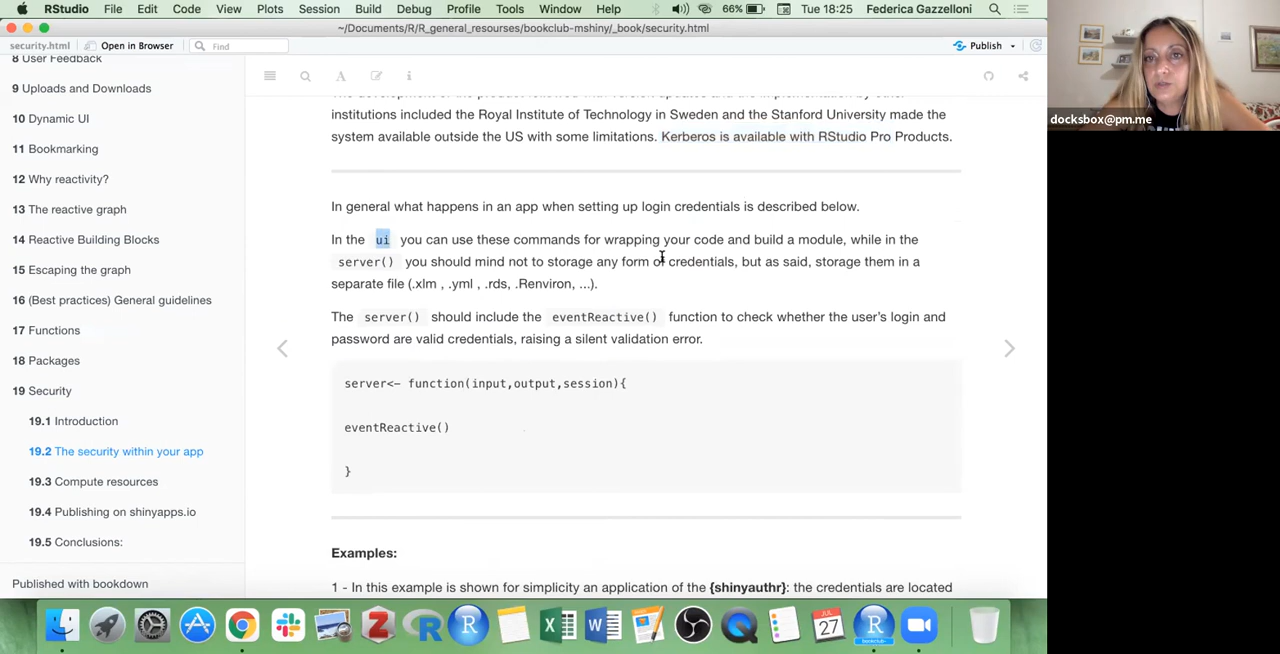 RStudio File Edit Code View Plots Session Build Debug Profile Tools Window Help 66% Tue 18:25 Federica Gazzelloni
~/Documents/R/R_general_resourses/bookclub-mshiny/_book/security.html
security.html Open in Browser Find Publish
8 User Feedback
9 Uploads and Downloads
10 Dynamic UI
11 Bookmarking
12 Why reactivity?
13 The reactive graph
14 Reactive Building Blocks
15 Escaping the graph
16 (Best practices) General guidelines
17 Functions
18 Packages
19 Security
19.1 Introduction
19.2 The security within your app
19.3 Compute resources
19.4 Publishing on shinyapps.io
19.5 Conclusions:
Published with bookdown
institutions included the Royal Institute of Technology in Sweden and the Stanford University made the
system available outside the US with some limitations. Kerberos is available with RStudio Pro Products.
In general what happens in an app when setting up login credentials is described below.
In the ui you can use these commands for wrapping your code and build a module, while in the
server() you should mind not to storage any form of credentials, but as said, storage them in a
separate file (.xlm , .yml , .rds, .Renviron, ...).
The server() should include the eventReactive() function to check whether the user's login and
password are valid credentials, raising a silent validation error.
server<- function(input,output,session){
eventReactive()
}
Examples:
1 - In this example is shown for simplicity an application of the {shinyauthr}: the credentials are located
docksbox@pm.me
JUL
27